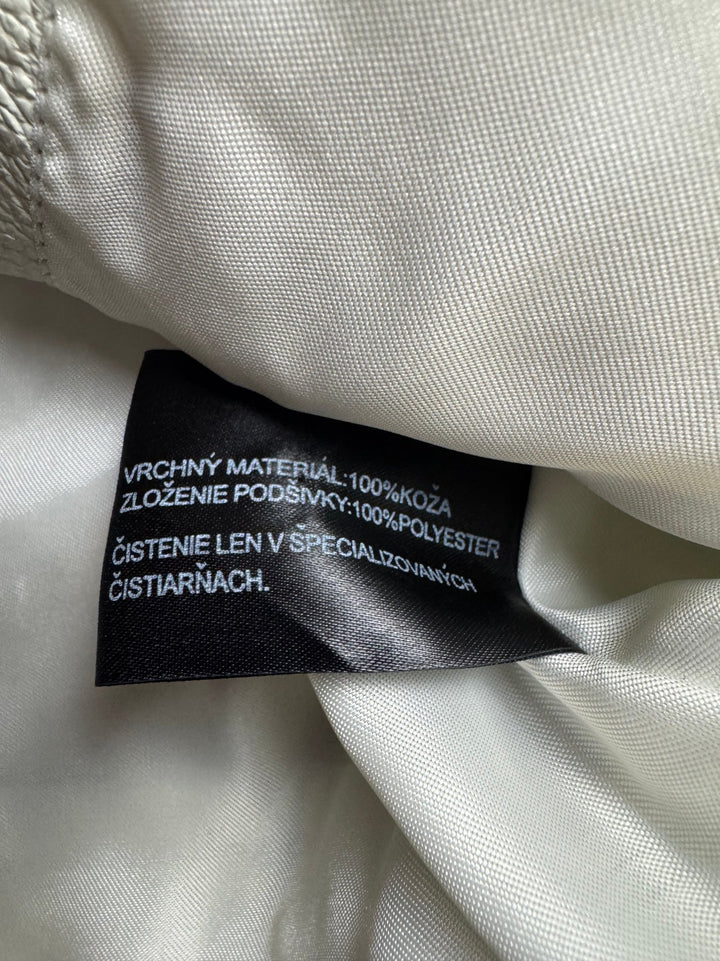 VRCHNÝ MATERIÁL:100%KOŽA
ZLOŽENIE PODŠIVKY:100%POLYESTER
ČISTENIE LEN V ŠPECIALIZOVANÝCH
ČISTIARŇACH.